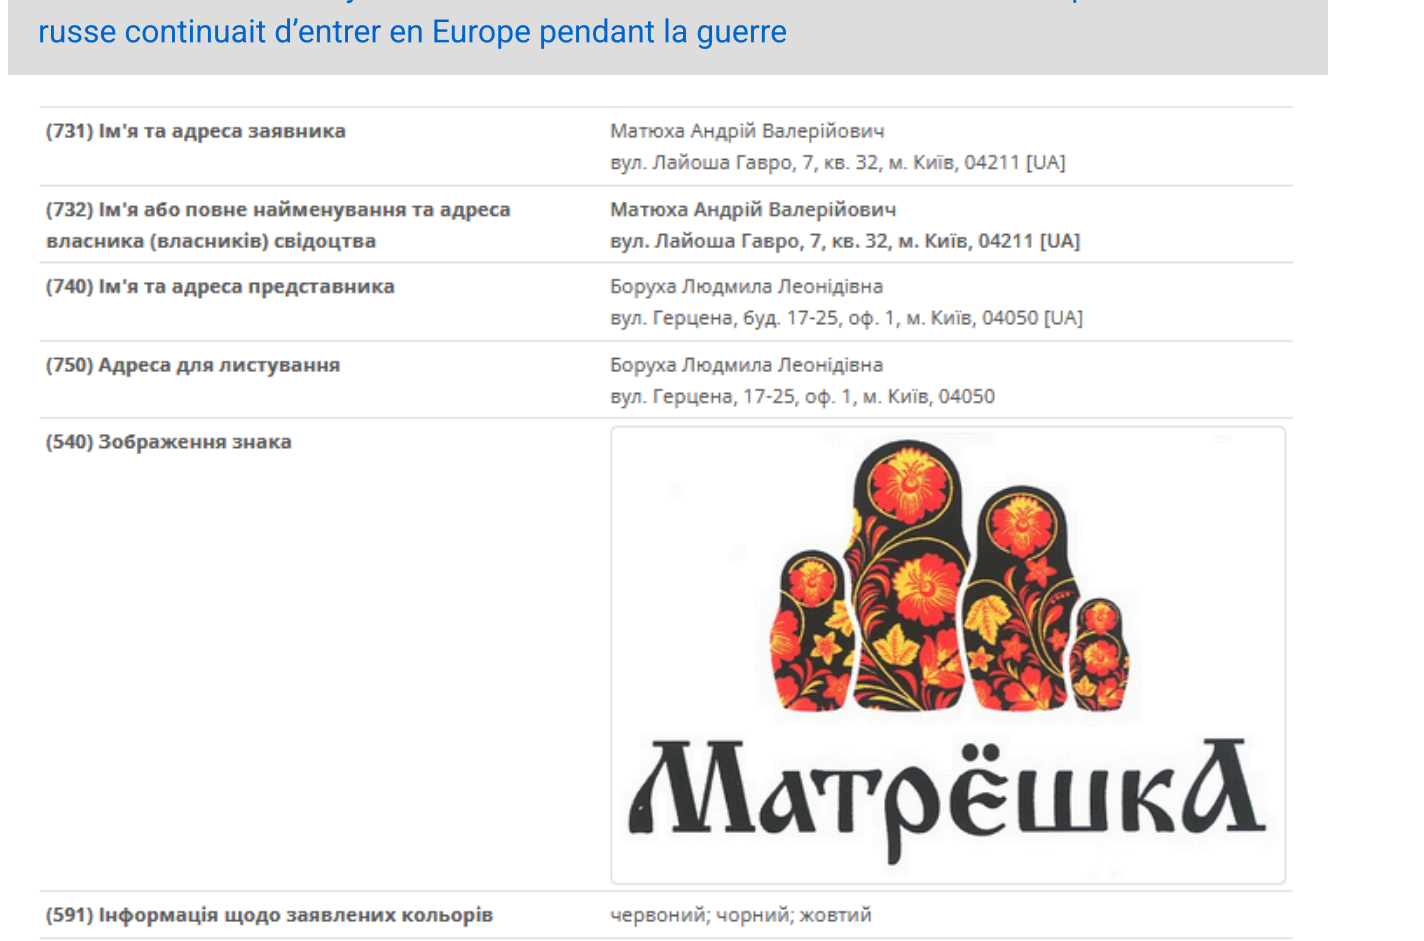 russe continuait d’entrer en Europe pendant la guerre
(731) Ім'я та адреса заявника
Матюха Андрій Валерійович
вул. Лайоша Гавро, 7, кв. 32, м. Київ, 04211 [UA]
(732) Ім'я або повне найменування та адреса
власника (власників) свідоцтва
Матюха Андрій Валерійович
вул. Лайоша Гавро, 7, кв. 32, м. Київ, 04211 [UA]
(740) Ім'я та адреса представника
Боруха Людмила Леонідівна
вул. Герцена, буд. 17-25, оф. 1, м. Київ, 04050 [UA]
(750) Адреса для листування
Боруха Людмила Леонідівна
вул. Герцена, 17-25, оф. 1, м. Київ, 04050
(540) Зображення знака
МатрЁшкА
(591) Інформація щодо заявлених кольорів
червоний; чорний; жовтий